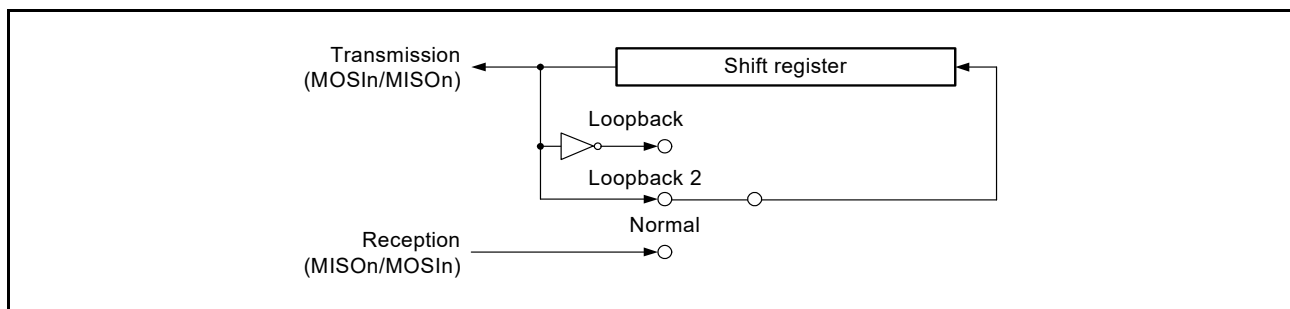 Transmission
(MOSIn/MISOn)
Shift register
Loopback
Loopback 2
Normal
Reception
(MISOn/MOSIn)